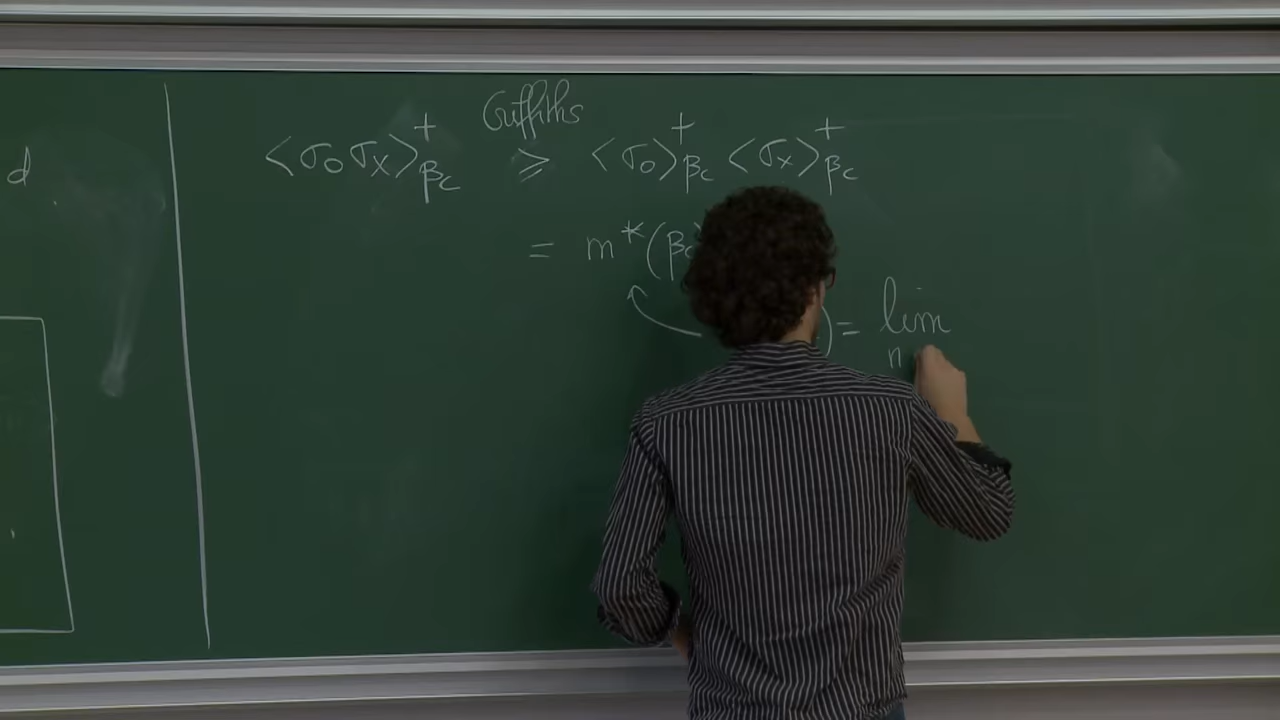 d
Griffiths
<σ₀σₓ>⁺_βc ≥ <σ₀>⁺_βc <σₓ>⁺_βc
= m*(βc
) = lim
n